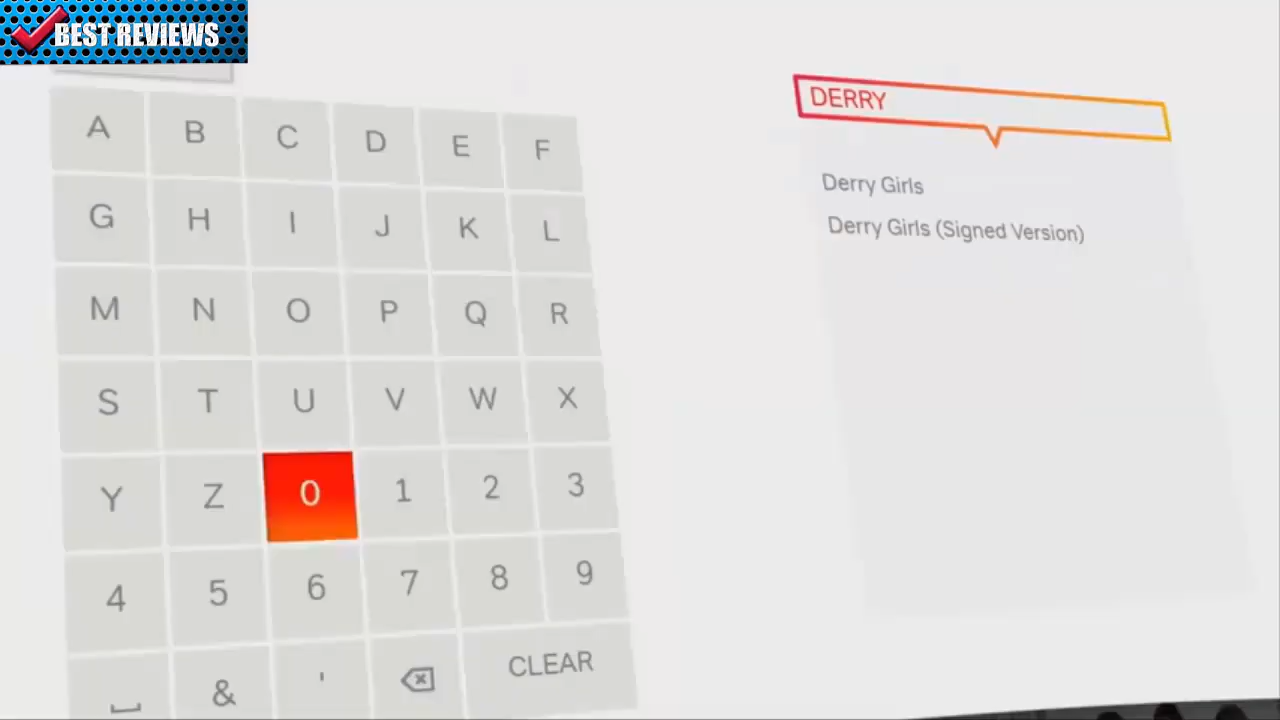 BEST REVIEWS
DERRY
Derry Girls
Derry Girls (Signed Version)
A B C D E F
G H I J K L
M N O P Q R
S T U V W X
Y Z 0 1 2 3
4 5 6 7 8 9
& ' CLEAR